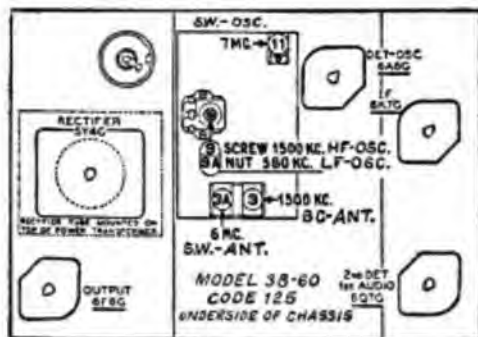 S.W.-OSC.
7MC.
11
DET-OSC
6A8G
I.F.
6K7G
RECTIFIER
5Y4G
9 SCREW 1500 KC. HF-OSC.
9A NUT 580 KC. LF-OSC.
RECTIFIER TUBE MOUNTED ON
TOP OF POWER TRANSFORMER
3A
3
1500 KC.
BC-ANT.
6 MC.
S.W.-ANT.
OUTPUT
6F6G
MODEL 38-60
CODE 125
UNDERSIDE OF CHASSIS
2nd DET
1st AUDIO
6Q7G